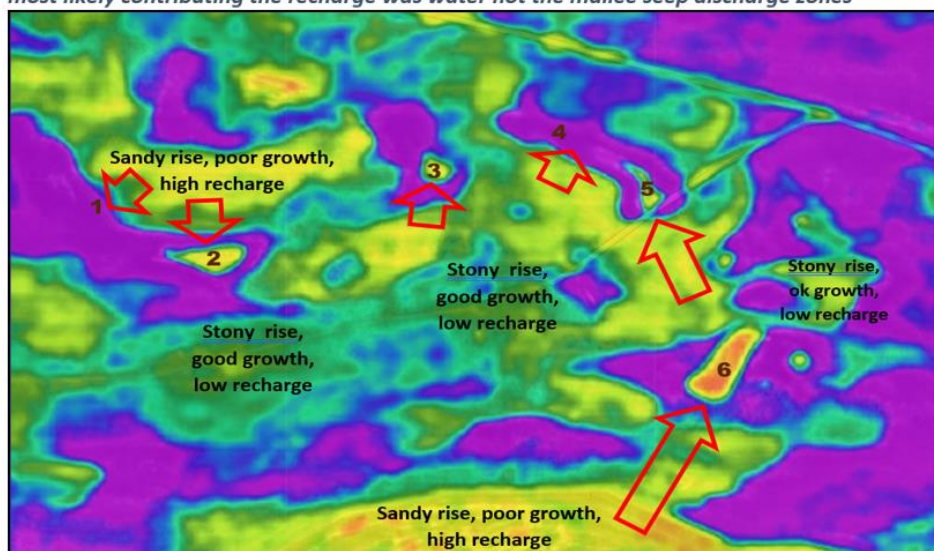 most likely contributing the recharge was water not the mallee seep discharge zones
4
3
Sandy rise, poor growth,
high recharge
5
1
2
Stony rise,
good growth,
low recharge
Stony rise,
ok growth,
low recharge
Stony rise,
good growth,
low recharge
6
Sandy rise, poor growth,
high recharge